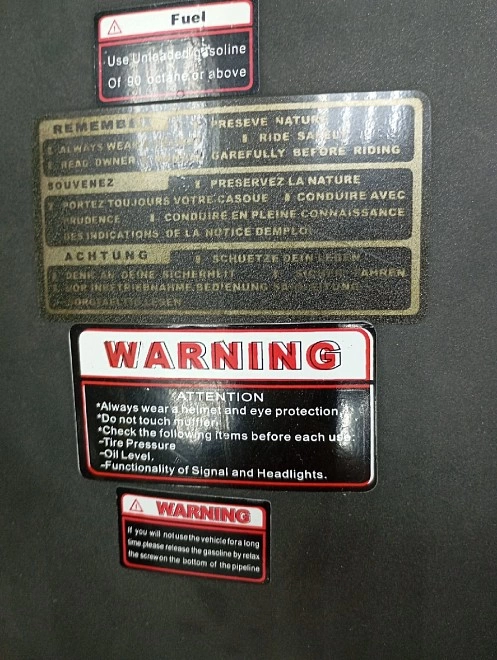 Fuel
Use Unleaded gasoline
Of 90 octane or above
REMEMBER PRESEVE NATURE
ALWAYS WEAR RIDE SAFELY
READ OWNER CAREFULLY BEFORE RIDING
SOUVENEZ PRESERVEZ LA NATURE
PORTEZ TOUJOURS VOTRE CASQUE CONDUIRE AVEC
PRUDENCE CONDUIRE EN PLEINE CONNAISSANCE
DES INDICATIONS DE LA NOTICE DEMPLOI
ACHTUNG SCHUETZE DEIN LEBEN
DENK AN DEINE SICHERHEIT FAHREN
VOR INBETRIEBNAHME BEDIENUNG
LESEN
WARNING
ATTENTION
*Always wear a helmet and eye protection.
*Do not touch muffler.
*Check the following items before each use:
-Tire Pressure
-Oil Level.
-Functionality of Signal and Headlights.
WARNING
If you will not use the vehicle for a long
time please release the gasoline by relax
the screw on the bottom of the pipeline